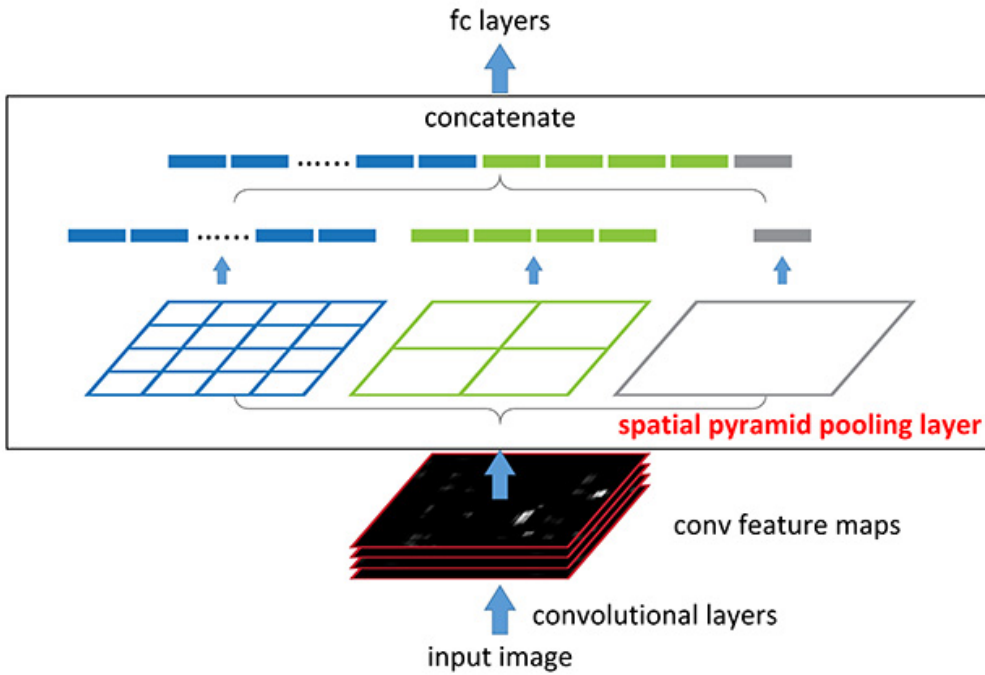 fc layers
concatenate
......
......
spatial pyramid pooling layer
conv feature maps
convolutional layers
input image